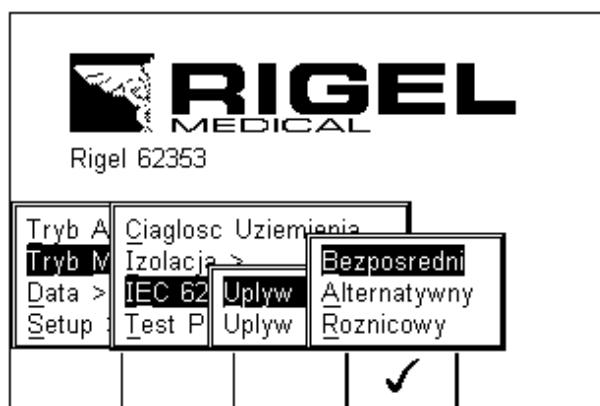 RIGEL
MEDICAL
Rigel 62353
Tryb A
Tryb M
Data >
Setup
Ciaglosc Uziemienia
Izolacja >
IEC 62
Test P
Uplyw
Uplyw
Bezposredni
Alternatywny
Roznicowy